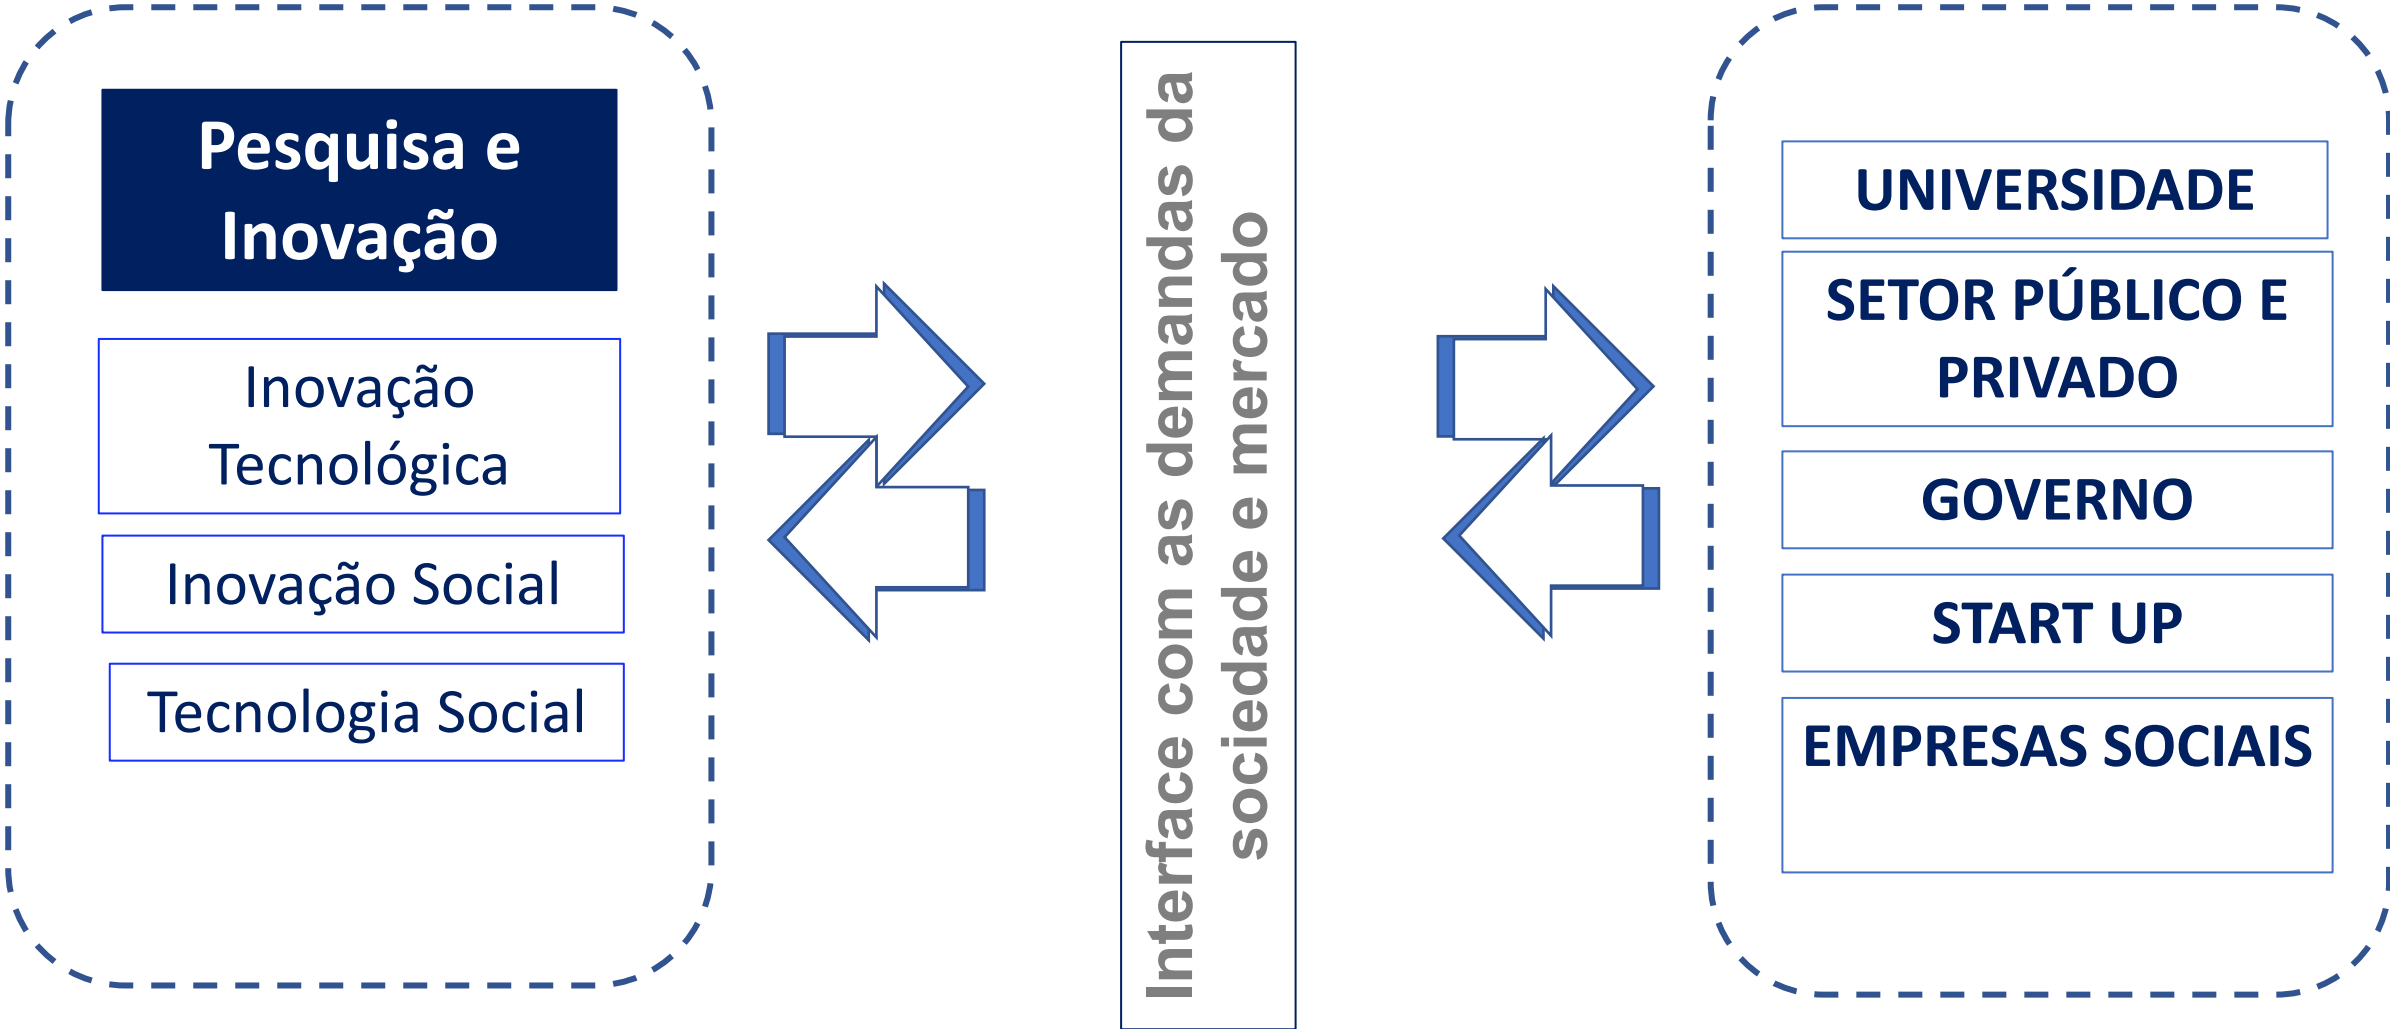 Pesquisa e
Inovação
Inovação
Tecnológica
Inovação Social
Tecnologia Social
Interface com as demandas da
sociedade e mercado
UNIVERSIDADE
SETOR PÚBLICO E
PRIVADO
GOVERNO
START UP
EMPRESAS SOCIAIS